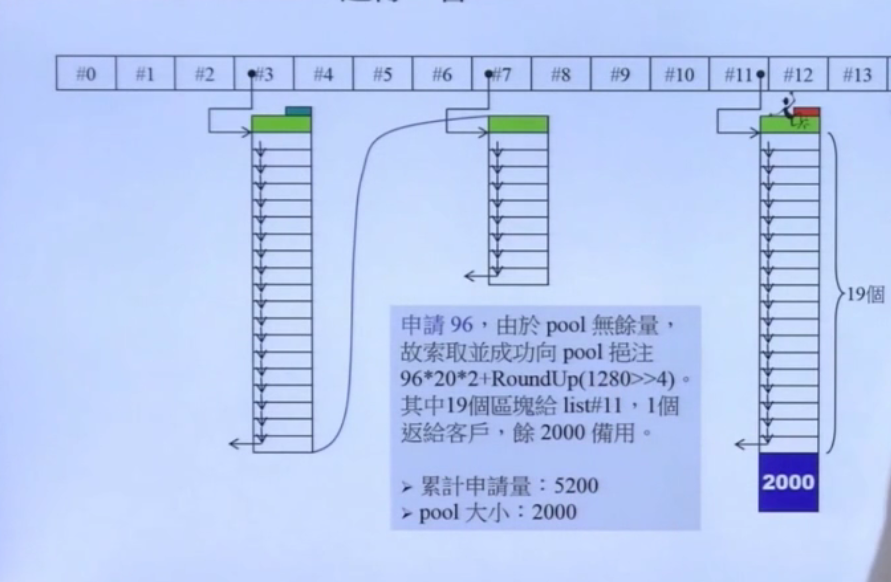 #0 #1 #2 #3 #4 #5 #6 #7 #8 #9 #10 #11 #12 #13
19個
申請 96，由於 pool 無餘量，
故索取並成功向 pool 挹注
96*20*2+RoundUp(1280>>4)。
其中19個區塊給 list#11，1個
返給客戶，餘 2000 備用。
➢ 累計申請量：5200
➢ pool 大小：2000
2000